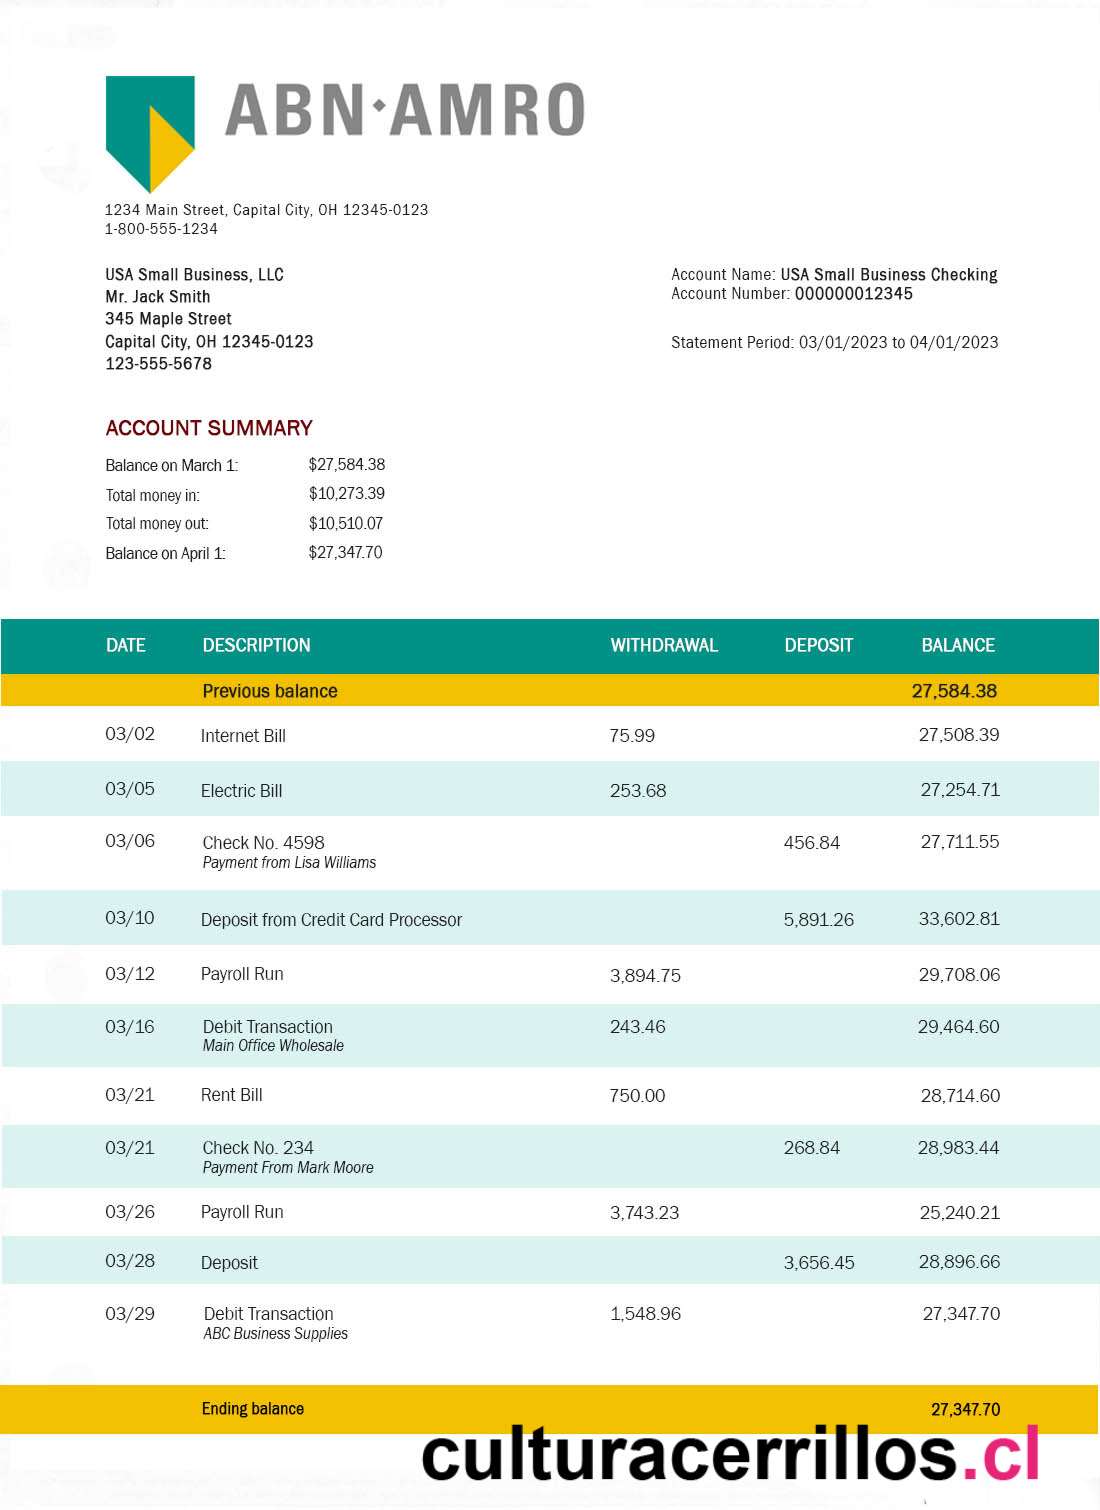 ABN·AMRO
1234 Main Street, Capital City, OH 12345-0123
1-800-555-1234
USA Small Business, LLC
Mr. Jack Smith
345 Maple Street
Capital City, OH 12345-0123
123-555-5678
Account Name: USA Small Business Checking
Account Number: 000000012345
Statement Period: 03/01/2023 to 04/01/2023
ACCOUNT SUMMARY
Balance on March 1: $27,584.38
Total money in: $10,273.39
Total money out: $10,510.07
Balance on April 1: $27,347.70
DATE DESCRIPTION WITHDRAWAL DEPOSIT BALANCE
Previous balance 27,584.38
03/02 Internet Bill 75.99 27,508.39
03/05 Electric Bill 253.68 27,254.71
03/06 Check No. 4598 456.84 27,711.55
Payment from Lisa Williams
03/10 Deposit from Credit Card Processor 5,891.26 33,602.81
03/12 Payroll Run 3,894.75 29,708.06
03/16 Debit Transaction 243.46 29,464.60
Main Office Wholesale
03/21 Rent Bill 750.00 28,714.60
03/21 Check No. 234 268.84 28,983.44
Payment From Mark Moore
03/26 Payroll Run 3,743.23 25,240.21
03/28 Deposit 3,656.45 28,896.66
03/29 Debit Transaction 1,548.96 27,347.70
ABC Business Supplies
Ending balance 27,347.70
culturacerrillos.cl